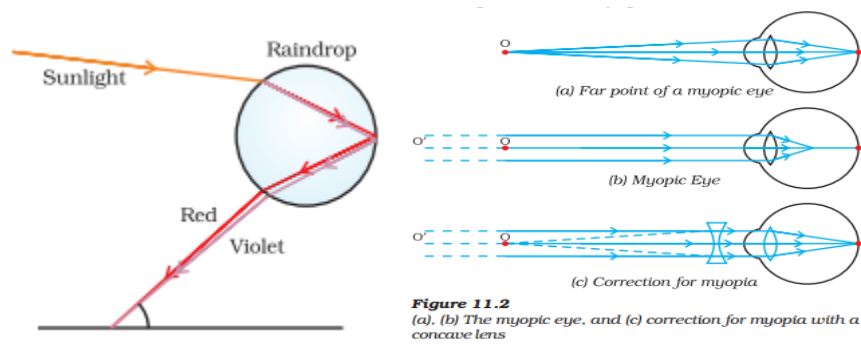 Raindrop
Sunlight
Red
Violet
O
(a) Far point of a myopic eye
O'
O
(b) Myopic Eye
O'
O
(c) Correction for myopia
Figure 11.2
(a), (b) The myopic eye, and (c) correction for myopia with a
concave lens